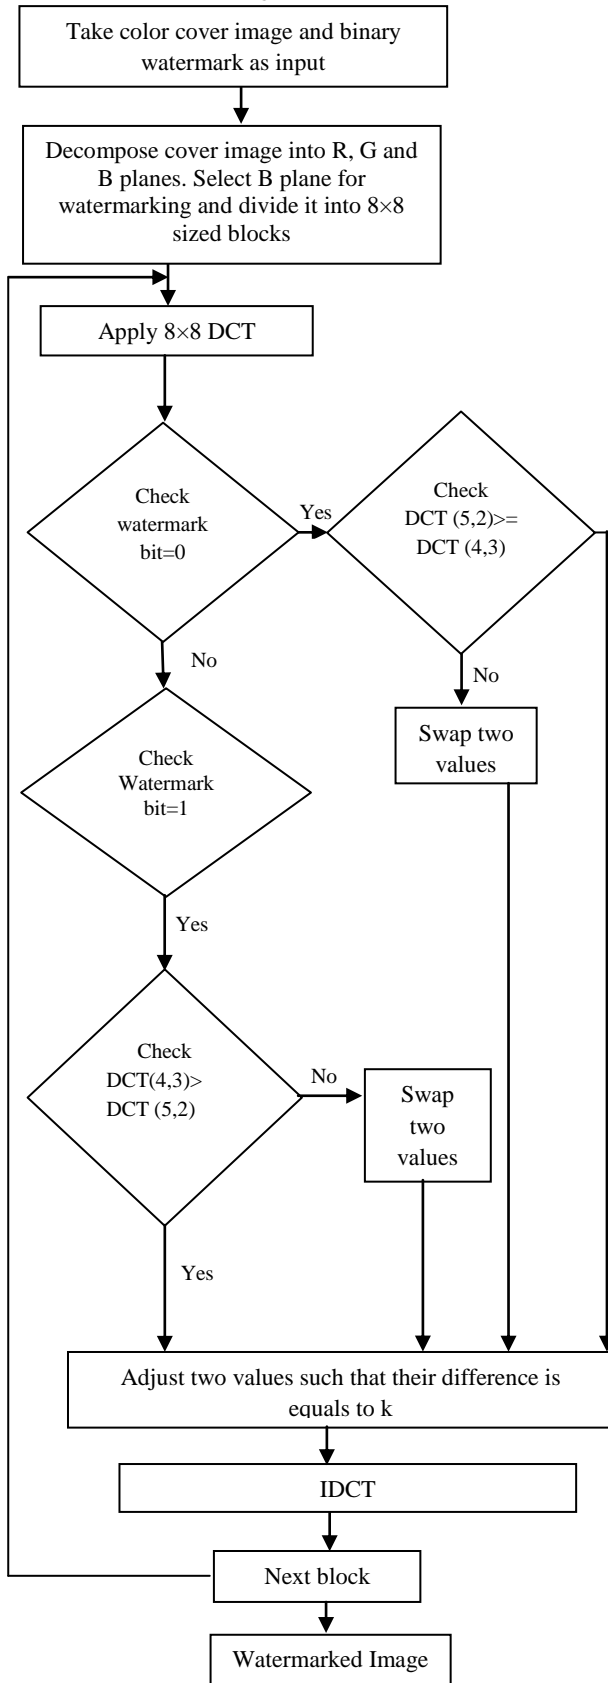 Take color cover image and binary
watermark as input
Decompose cover image into R, G and
B planes. Select B plane for
watermarking and divide it into 8×8
sized blocks
Apply 8×8 DCT
Check
watermark
bit=0
Yes
Check
DCT (5,2)>=
DCT (4,3)
No
No
Swap two
values
Check
Watermark
bit=1
Yes
Check
DCT(4,3)>
DCT (5,2)
No
Swap
two
values
Yes
Adjust two values such that their difference is
equals to k
IDCT
Next block
Watermarked Image